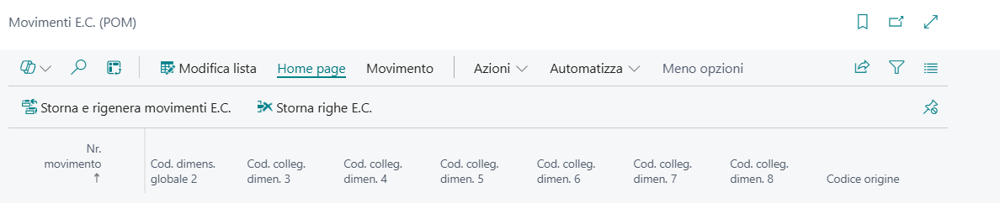 Movimenti E.C. (POM)
Modifica lista Home page Movimento Azioni Automatizza Meno opzioni
Storna e rigenera movimenti E.C. Storna righe E.C.
Nr.
movimento Cod. dimens. Cod. colleg. Cod. colleg. Cod. colleg. Cod. colleg. Cod. colleg. Cod. colleg.
↑ globale 2 dimen. 3 dimen. 4 dimen. 5 dimen. 6 dimen. 7 dimen. 8 Codice origine